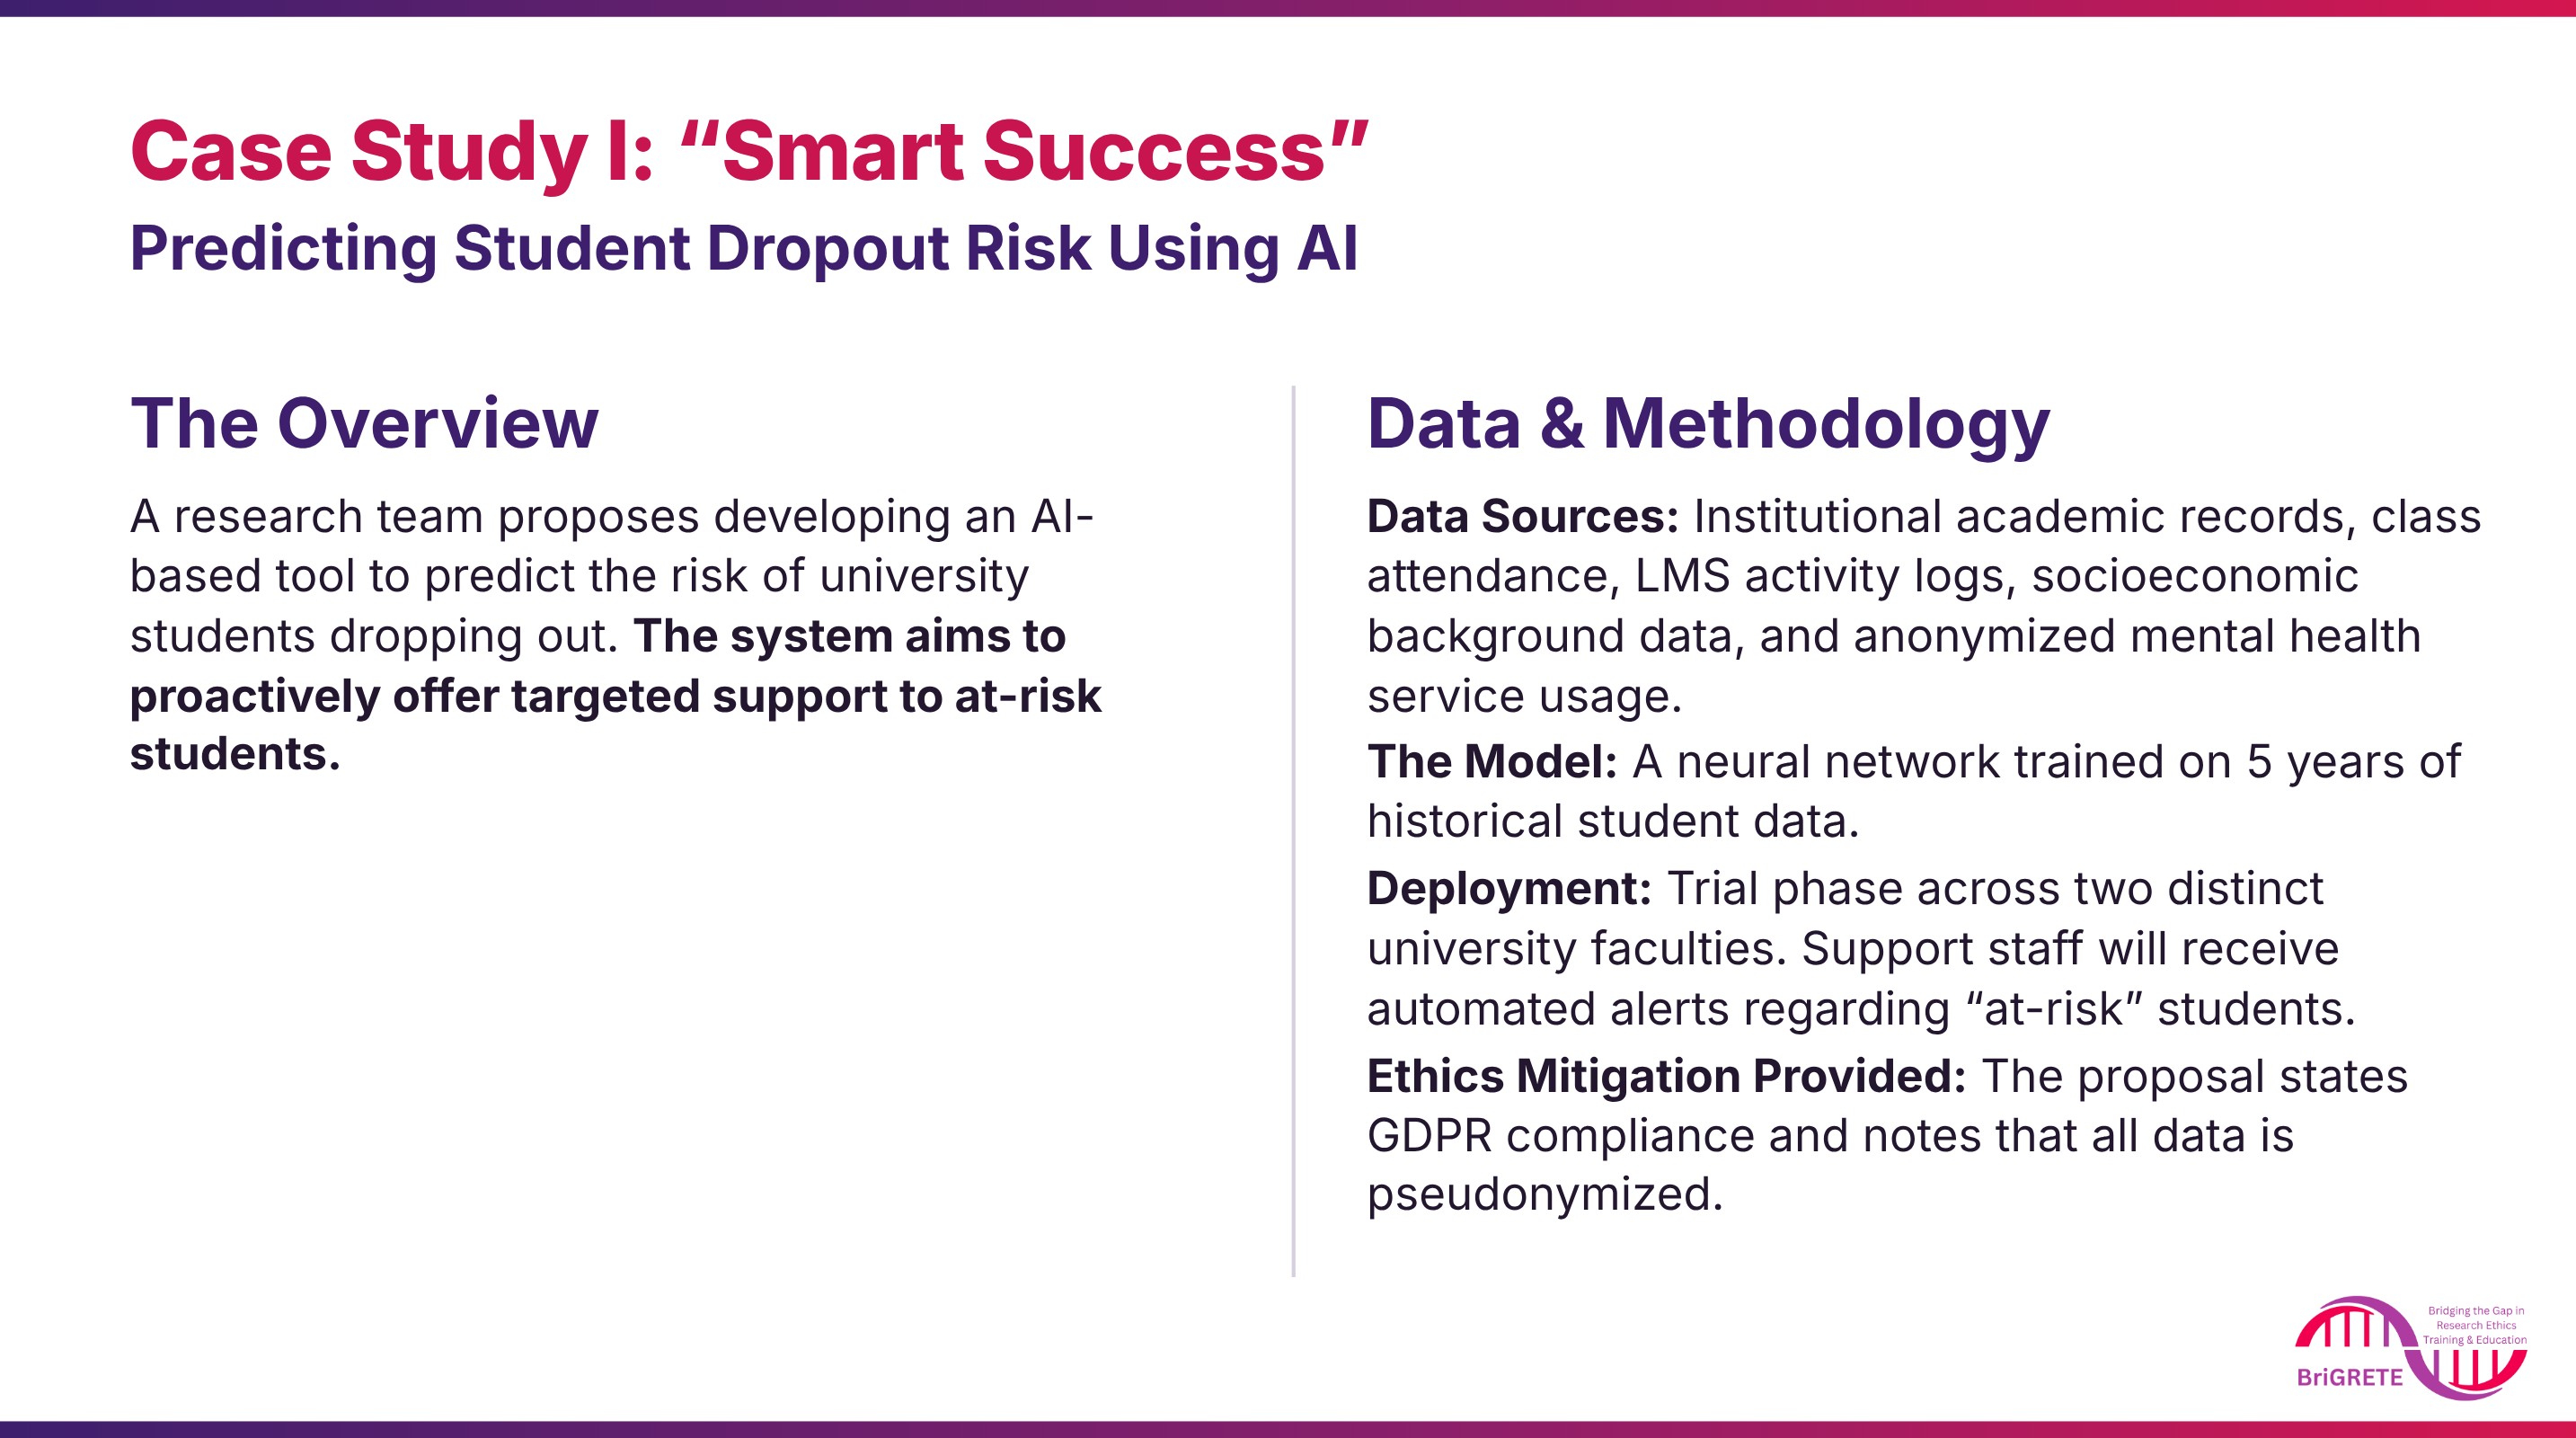 Case Study I: “Smart Success”
Predicting Student Dropout Risk Using AI
The Overview
A research team proposes developing an AI-
based tool to predict the risk of university
students dropping out. The system aims to
proactively offer targeted support to at-risk
students.
Data & Methodology
Data Sources: Institutional academic records, class
attendance, LMS activity logs, socioeconomic
background data, and anonymized mental health
service usage.
The Model: A neural network trained on 5 years of
historical student data.
Deployment: Trial phase across two distinct
university faculties. Support staff will receive
automated alerts regarding “at-risk” students.
Ethics Mitigation Provided: The proposal states
GDPR compliance and notes that all data is
pseudonymized.
Bridging the Gap in
Research Ethics
Training & Education
BriGRETE